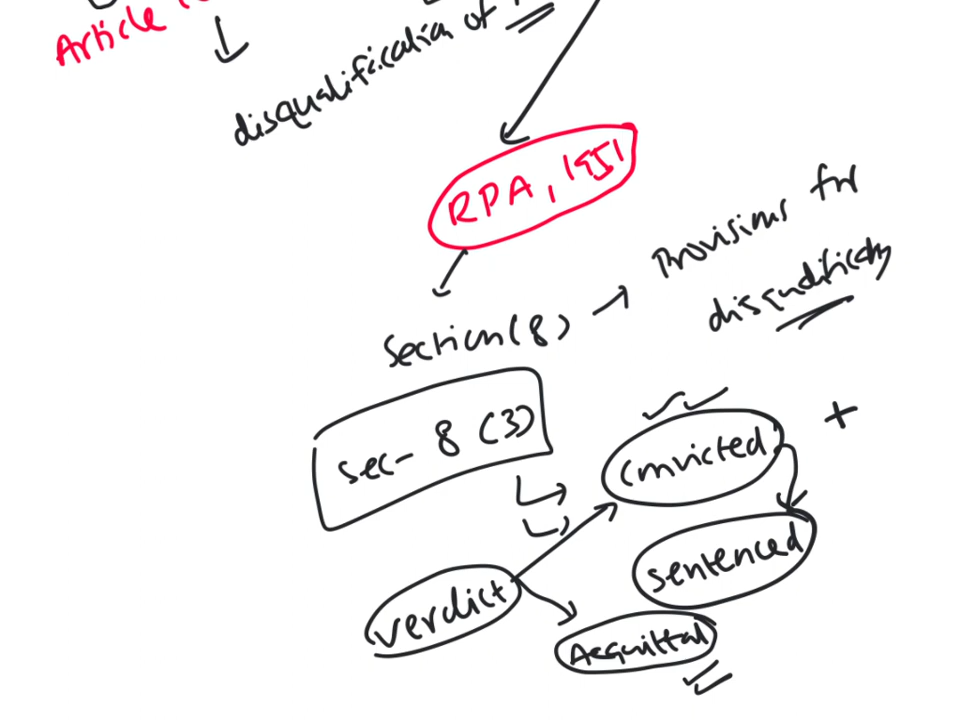 Article
disqualification of
RPA, 1951
Section (8) → Provisions for
disqualification
Sec- 8 (3)
Convicted +
sentenced
verdict
Acquittal